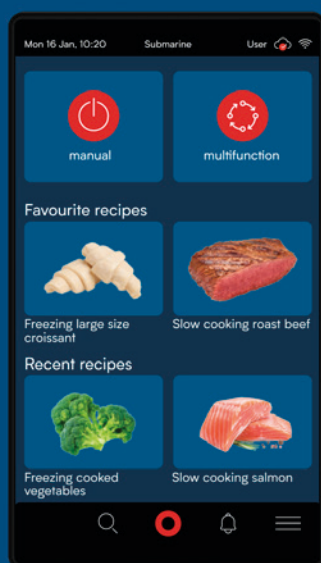 Mon 16 Jan, 10:20 Submarine User
manual multifunction
Favourite recipes
Freezing large size
croissant
Slow cooking roast beef
Recent recipes
Freezing cooked
vegetables
Slow cooking salmon